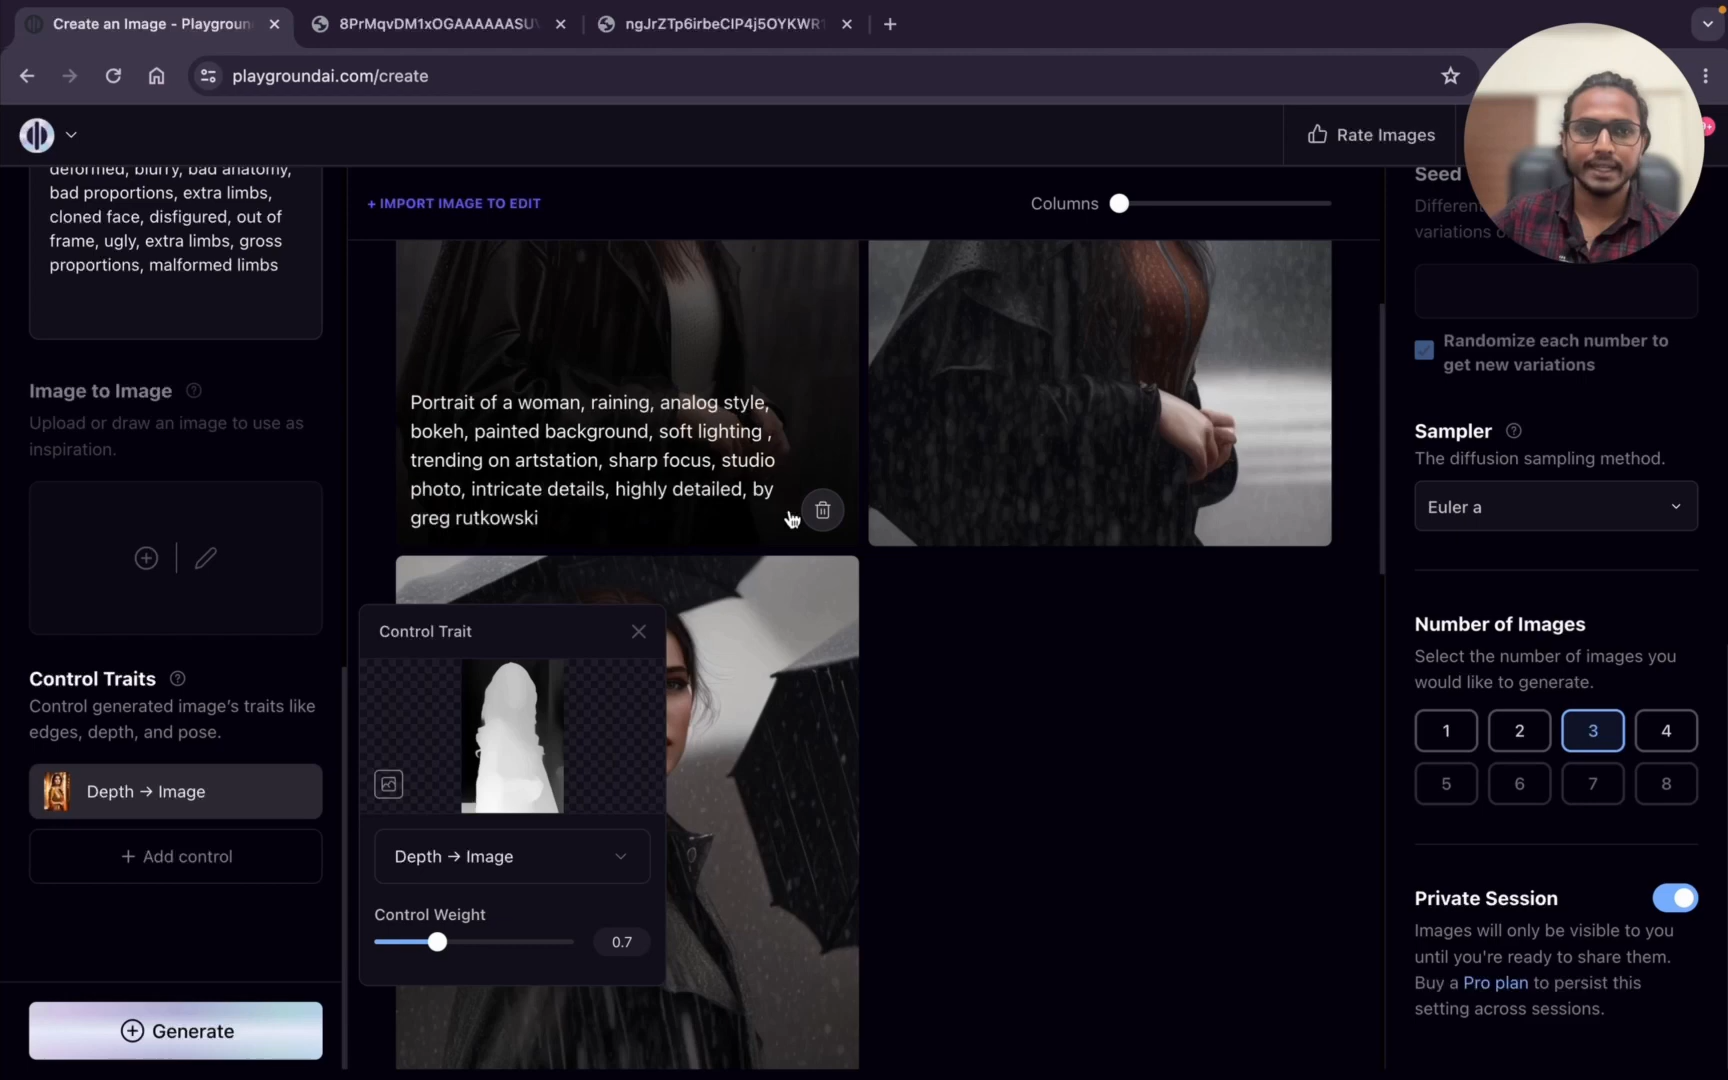 Create an Image - Playgroun
8PrMqvDM1xOGAAAAAASU
playgroundai.com/create
Rate Images
deformed, blurry, bad anatomy,
bad proportions, extra limbs,
cloned face, disfigured, out of
frame, ugly, extra limbs, gross
proportions, malformed limbs
Image to Image
Upload or draw an image to use as
inspiration.
Control Traits
Control generated image's traits like
edges, depth, and pose.
Depth → Image
+ Add control
Generate
+ IMPORT IMAGE TO EDIT
Columns
Portrait of a woman, raining, analog style,
bokeh, painted background, soft lighting ,
trending on artstation, sharp focus, studio
photo, intricate details, highly detailed, by
greg rutkowski
Control Trait
Depth → Image
Control Weight
0.7
Seed
Different
variations
Randomize each number to
get new variations
Sampler
The diffusion sampling method.
Euler a
Number of Images
Select the number of images you
would like to generate.
1 2 3 4
5 6 7 8
Private Session
Images will only be visible to you
until you're ready to share them.
Buy a Pro plan to persist this
setting across sessions.